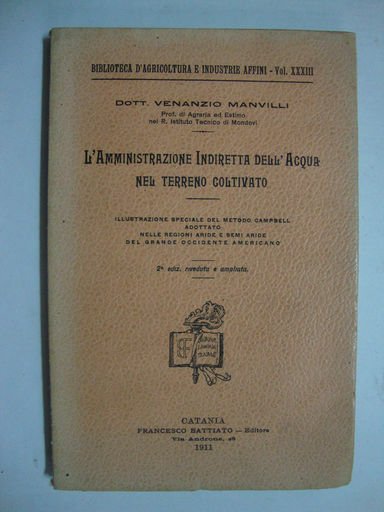 BIBLIOTECA D'AGRICOLTURA E INDUSTRIE AFFINI - Vol. XXXIII
DOTT. VENANZIO MANVILLI
Prof. di Agraria ed Estimo
nel R. Istituto Tecnico di Mondovì
L'AMMINISTRAZIONE INDIRETTA DELL'ACQUA
NEL TERRENO COLTIVATO
ILLUSTRAZIONE SPECIALE DEL METODO CAMPBELL
ADOTTATO
NELLE REGIONI ARIDE E SEMI ARIDE
DEL GRANDE OCCIDENTE AMERICANO
2ª ediz. riveduta e ampliata.
CATANIA
FRANCESCO BATTIATO - Editore
Via Androne, 48
1911